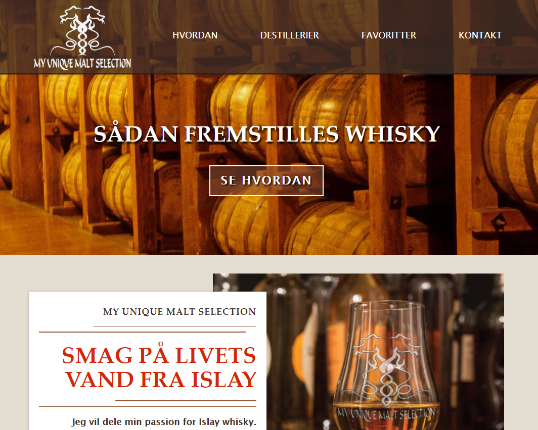 MY UNIQUE MALT SELECTION
HVORDAN DESTILLERIER FAVORITTER KONTAKT
SÅDAN FREMSTILLES WHISKY
SE HVORDAN
MY UNIQUE MALT SELECTION
SMAG PÅ LIVETS
VAND FRA ISLAY
Jeg vil dele min passion for Islay whisky.
MY UNIQUE MALT SELECTION